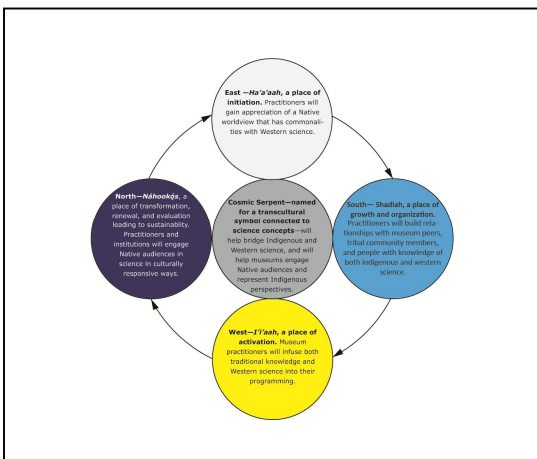 East —Ha’a’aah, a place of
initiation. Practitioners will
gain appreciation of a Native
worldview that has commonali-
ties with Western science.
North—Náhookǫ́s, a
place of transformation,
renewal, and evaluation
leading to sustainablity.
Practitioners and
institutions will engage
Native audiences in
science in culturally
responsive ways.
Cosmic Serpent—named
for a transcultural
symbol connected to
science concepts—will
help bridge Indigenous and
Western science, and will
help museums engage
Native audiences and
represent Indigenous
perspectives.
South— Shadiah, a place of
growth and organization.
Practitioners will build rela-
tionships with museum peers,
tribal community members,
and people with knowledge of
both indigenous and western
science.
West—I’i’aah, a place of
activation. Museum
practitioners will infuse both
traditional knowledge and
Western science into their
programming.